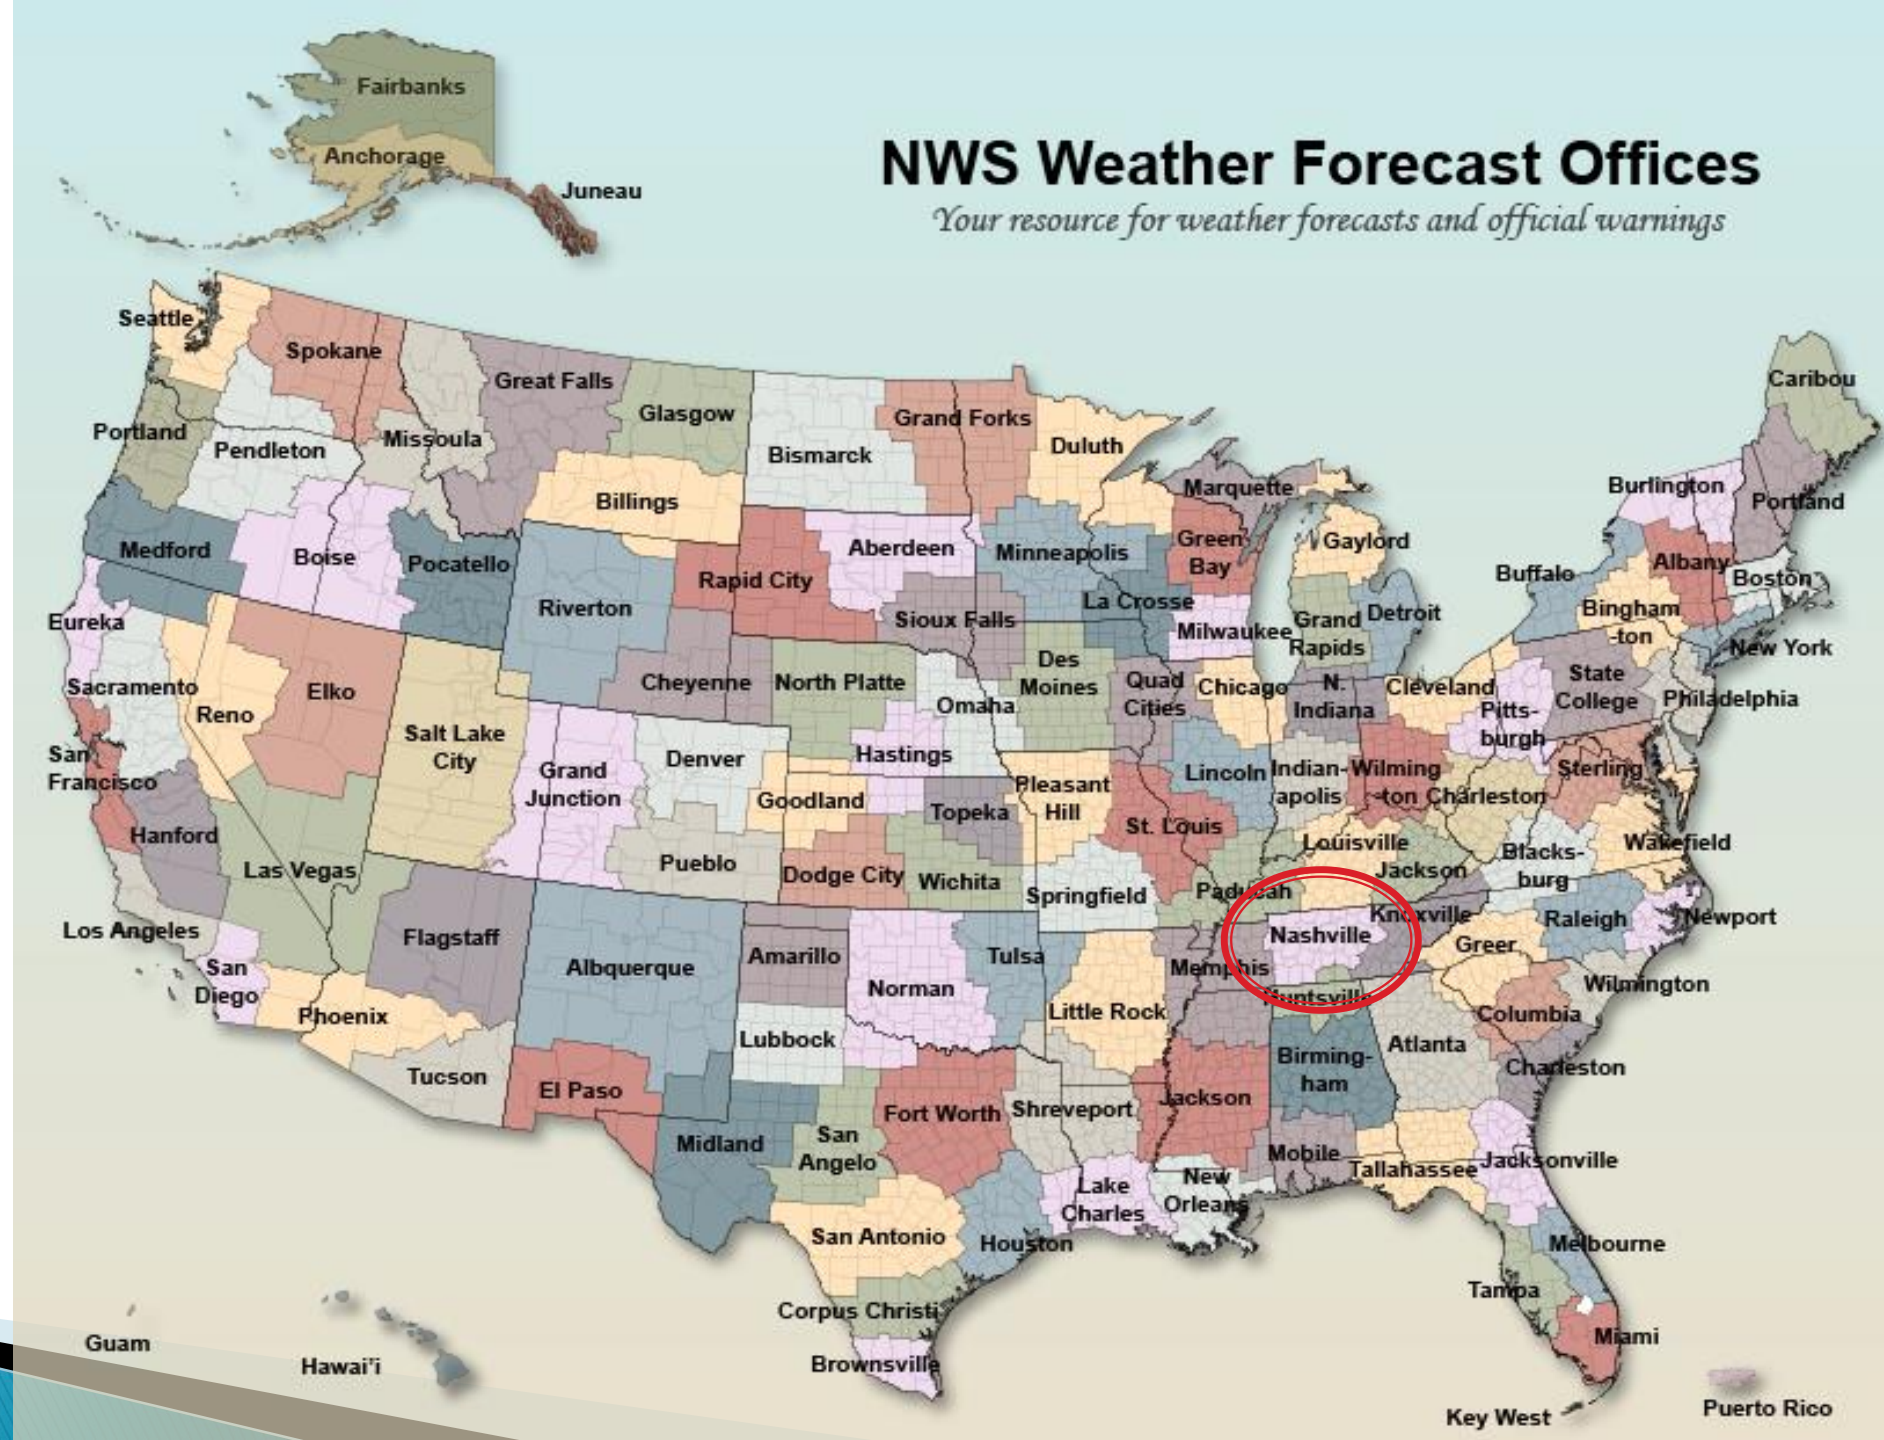 Fairbanks
Anchorage
Juneau
NWS Weather Forecast Offices
Your resource for weather forecasts and official warnings
Seattle
Spokane
Great Falls
Glasgow
Grand Forks
Caribou
Portland
Pendleton
Missoula
Bismarck
Duluth
Billings
Marquette
Burlington
Portland
Medford
Boise
Pocatello
Aberdeen
Minneapolis
Green
Bay
Gaylord
Albany
Boston
Buffalo
Rapid City
Riverton
Sioux Falls
La Crosse
Milwaukee
Grand
Rapids
Detroit
Bingham
-ton
New York
Eureka
Sacramento
Reno
Elko
Salt Lake
City
Cheyenne
North Platte
Omaha
Des
Moines
Quad
Cities
Chicago
N.
Indiana
Cleveland
Pitts-
burgh
State
College
Philadelphia
San
Francisco
Grand
Junction
Denver
Hastings
Goodland
Topeka
Pleasant
Hill
Lincoln
Indian-
apolis
Wilming
-ton
Charleston
Sterling
Hanford
Las Vegas
Pueblo
Dodge City
Wichita
Springfield
St. Louis
Louisville
Jackson
Paducah
Blacks-
burg
Wakefield
Los Angeles
San
Diego
Flagstaff
Albquerque
Amarillo
Norman
Tulsa
Memphis
Nashville
Knoxville
Greer
Raleigh
Newport
Phoenix
Lubbock
Little Rock
Huntsville
Wilmington
Columbia
Tucson
El Paso
Midland
San
Angelo
Fort Worth
Shreveport
Jackson
Birming-
ham
Atlanta
Charleston
Mobile
Tallahassee
Jacksonville
San Antonio
Houston
Lake
Charles
New
Orleans
Melbourne
Tampa
Corpus Christi
Brownsville
Miami
Key West
Puerto Rico
Guam
Hawai'i